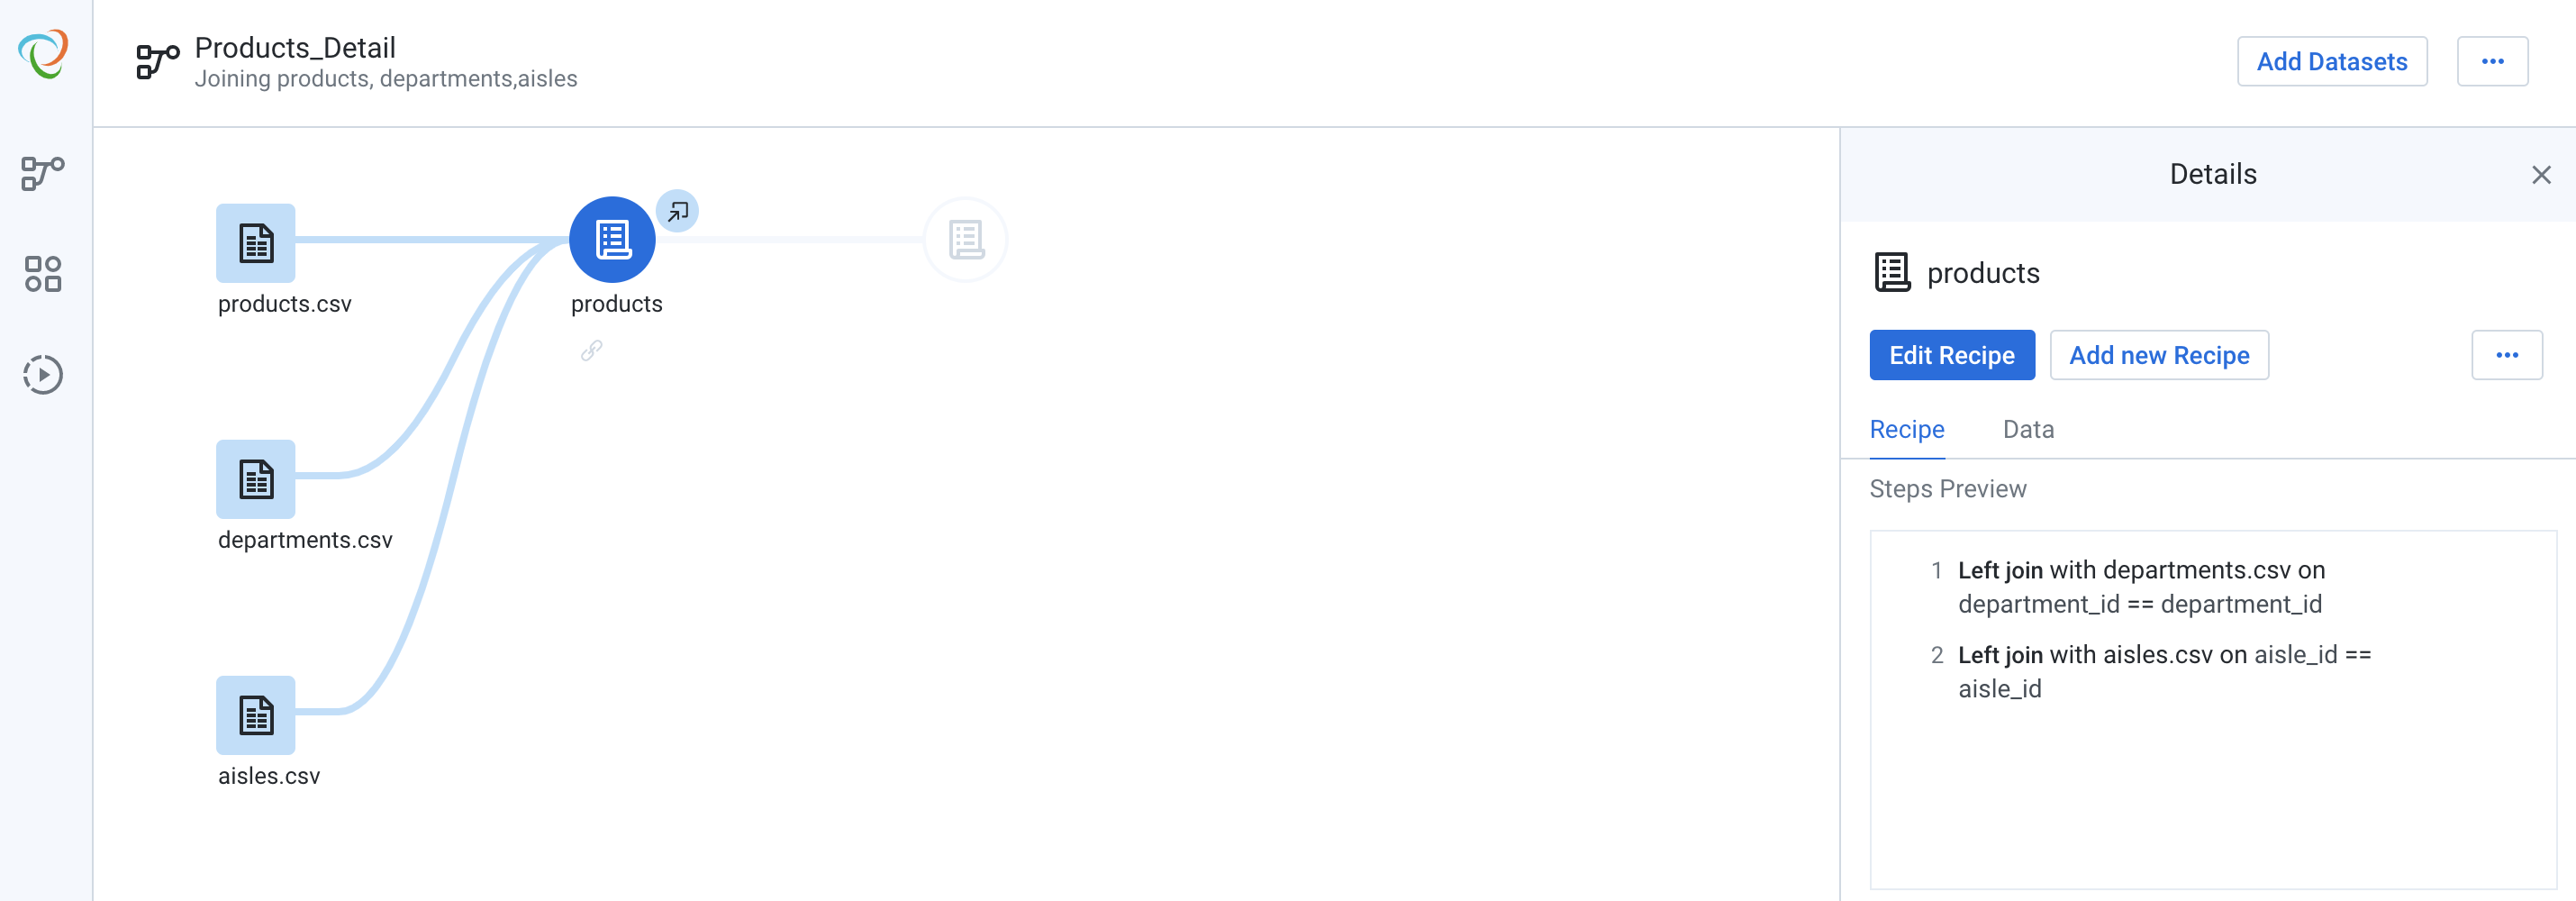 Products_Detail
Joining products, departments,aisles
Add Datasets
products.csv
products
departments.csv
aisles.csv
Details
products
Edit Recipe
Add new Recipe
Recipe
Data
Steps Preview
1 Left join with departments.csv on
department_id == department_id
2 Left join with aisles.csv on aisle_id ==
aisle_id